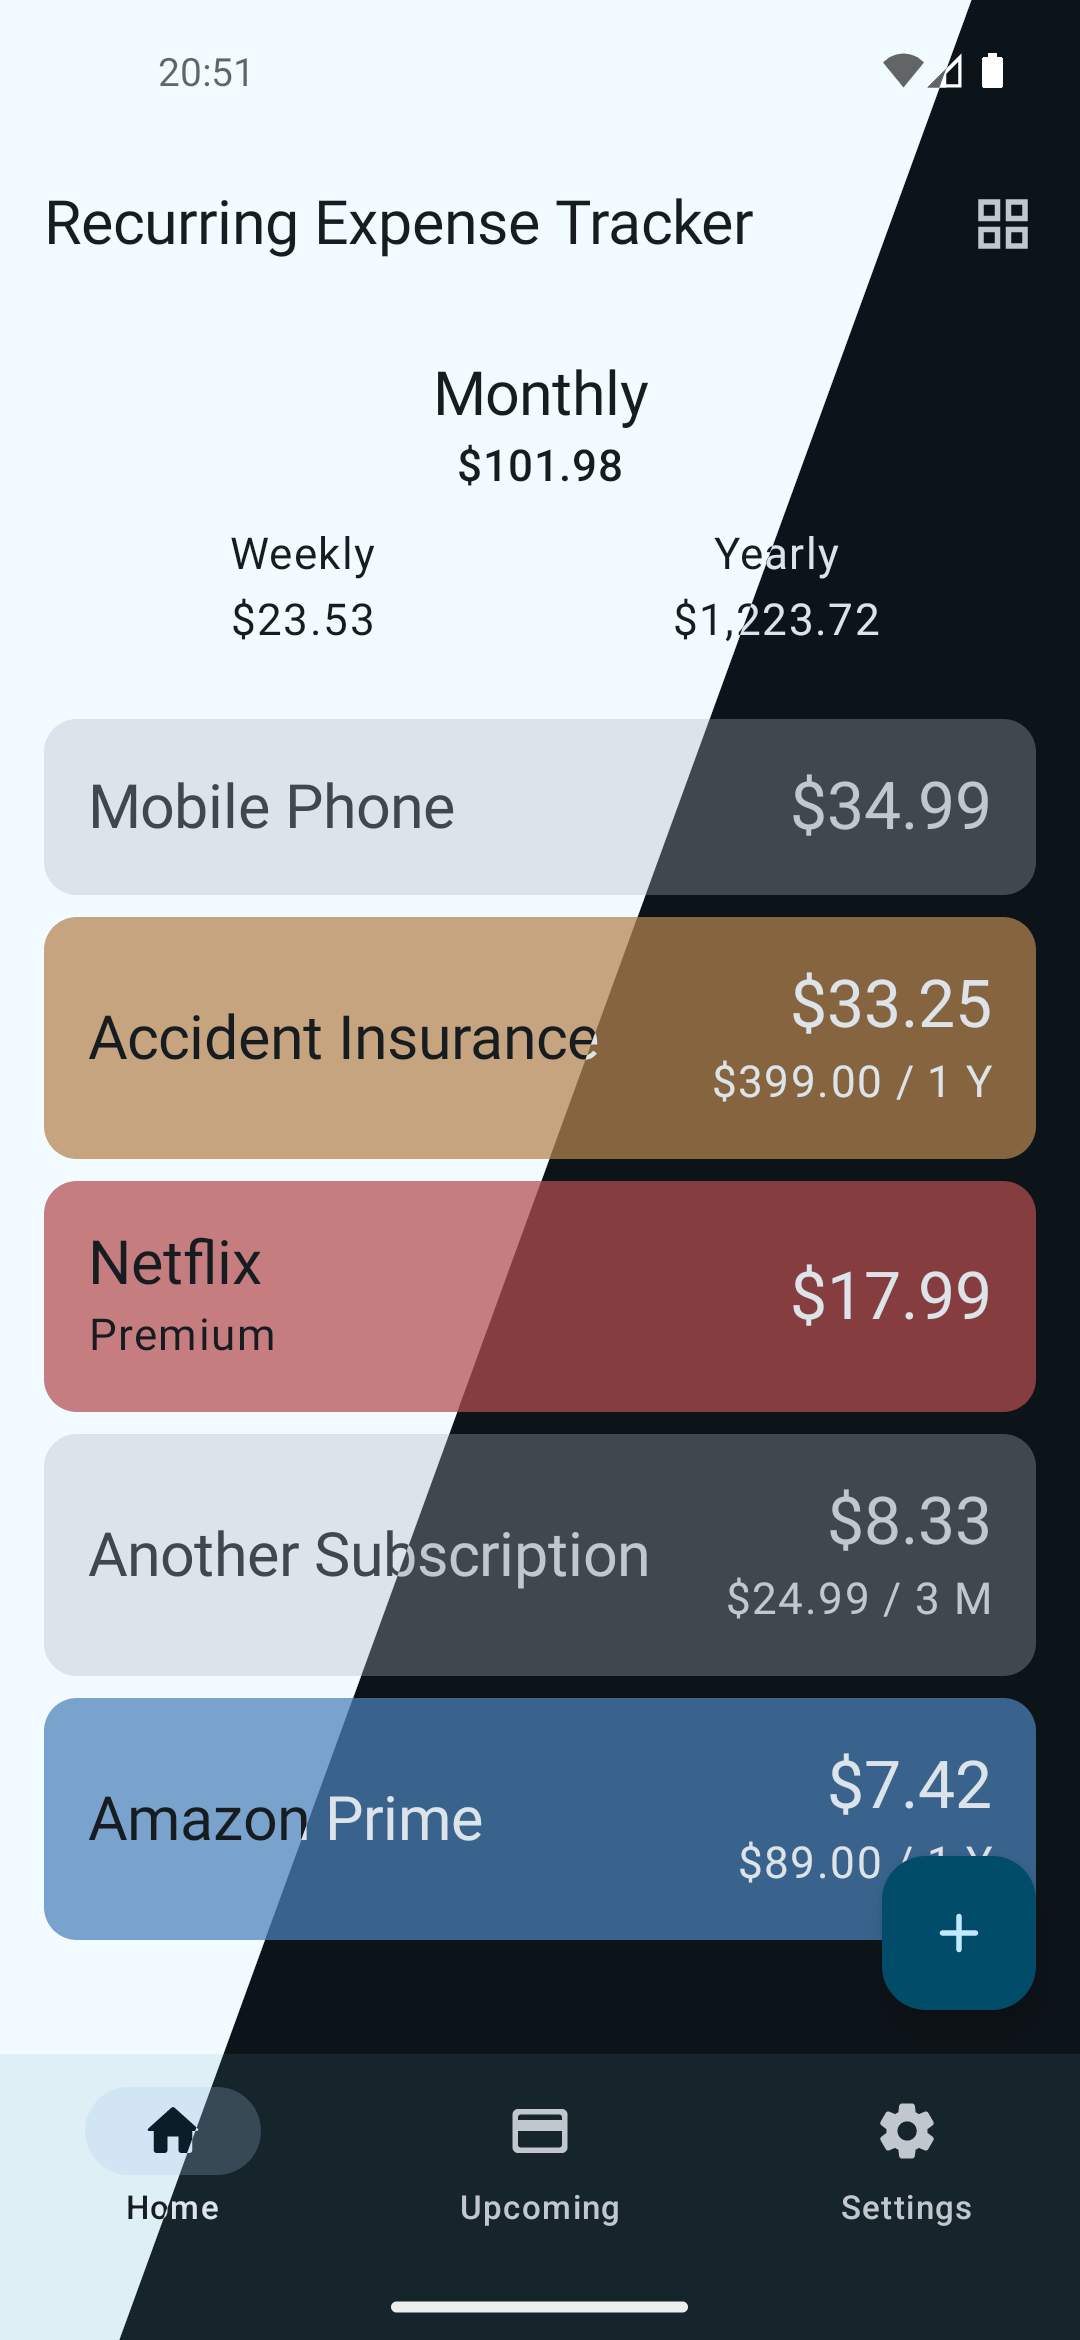 20:51
Recurring Expense Tracker
Monthly
$101.98
Weekly
$23.53
Yearly
$1,223.72
Mobile Phone
$34.99
Accident Insurance
$33.25
$399.00 / 1 Y
Netflix
Premium
$17.99
Another Subscription
$8.33
$24.99 / 3 M
Amazon Prime
$7.42
$89.00 / 1 Y
Home
Upcoming
Settings